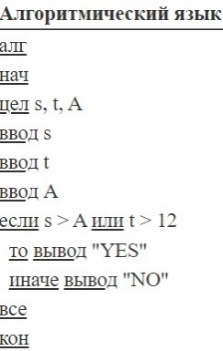 Алгоритмический язык
алг
нач
цел s, t, A
ввод s
ввод t
ввод A
если s > A или t > 12
то вывод "YES"
иначе вывод "NO"
все
кон